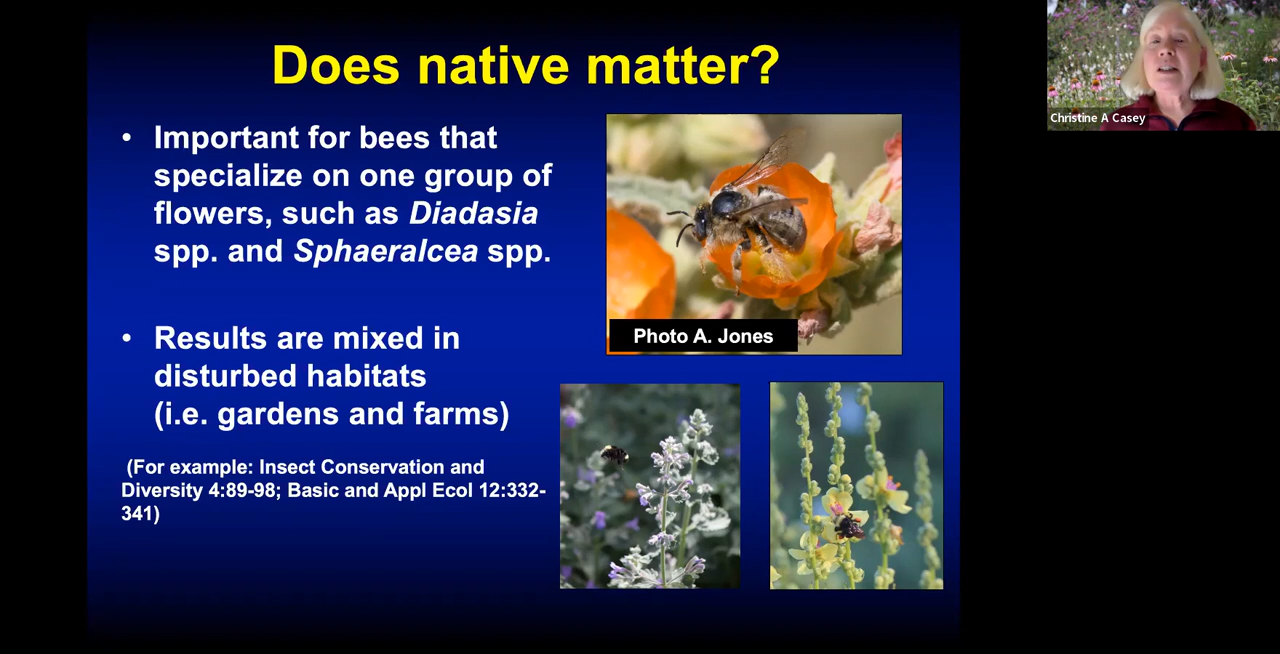 Does native matter?
• Important for bees that
specialize on one group of
flowers, such as Diadasia
spp. and Sphaeralcea spp.
• Results are mixed in
disturbed habitats
(i.e. gardens and farms)
(For example: Insect Conservation and
Diversity 4:89-98; Basic and Appl Ecol 12:332-
341)
Photo A. Jones
Christine A Casey